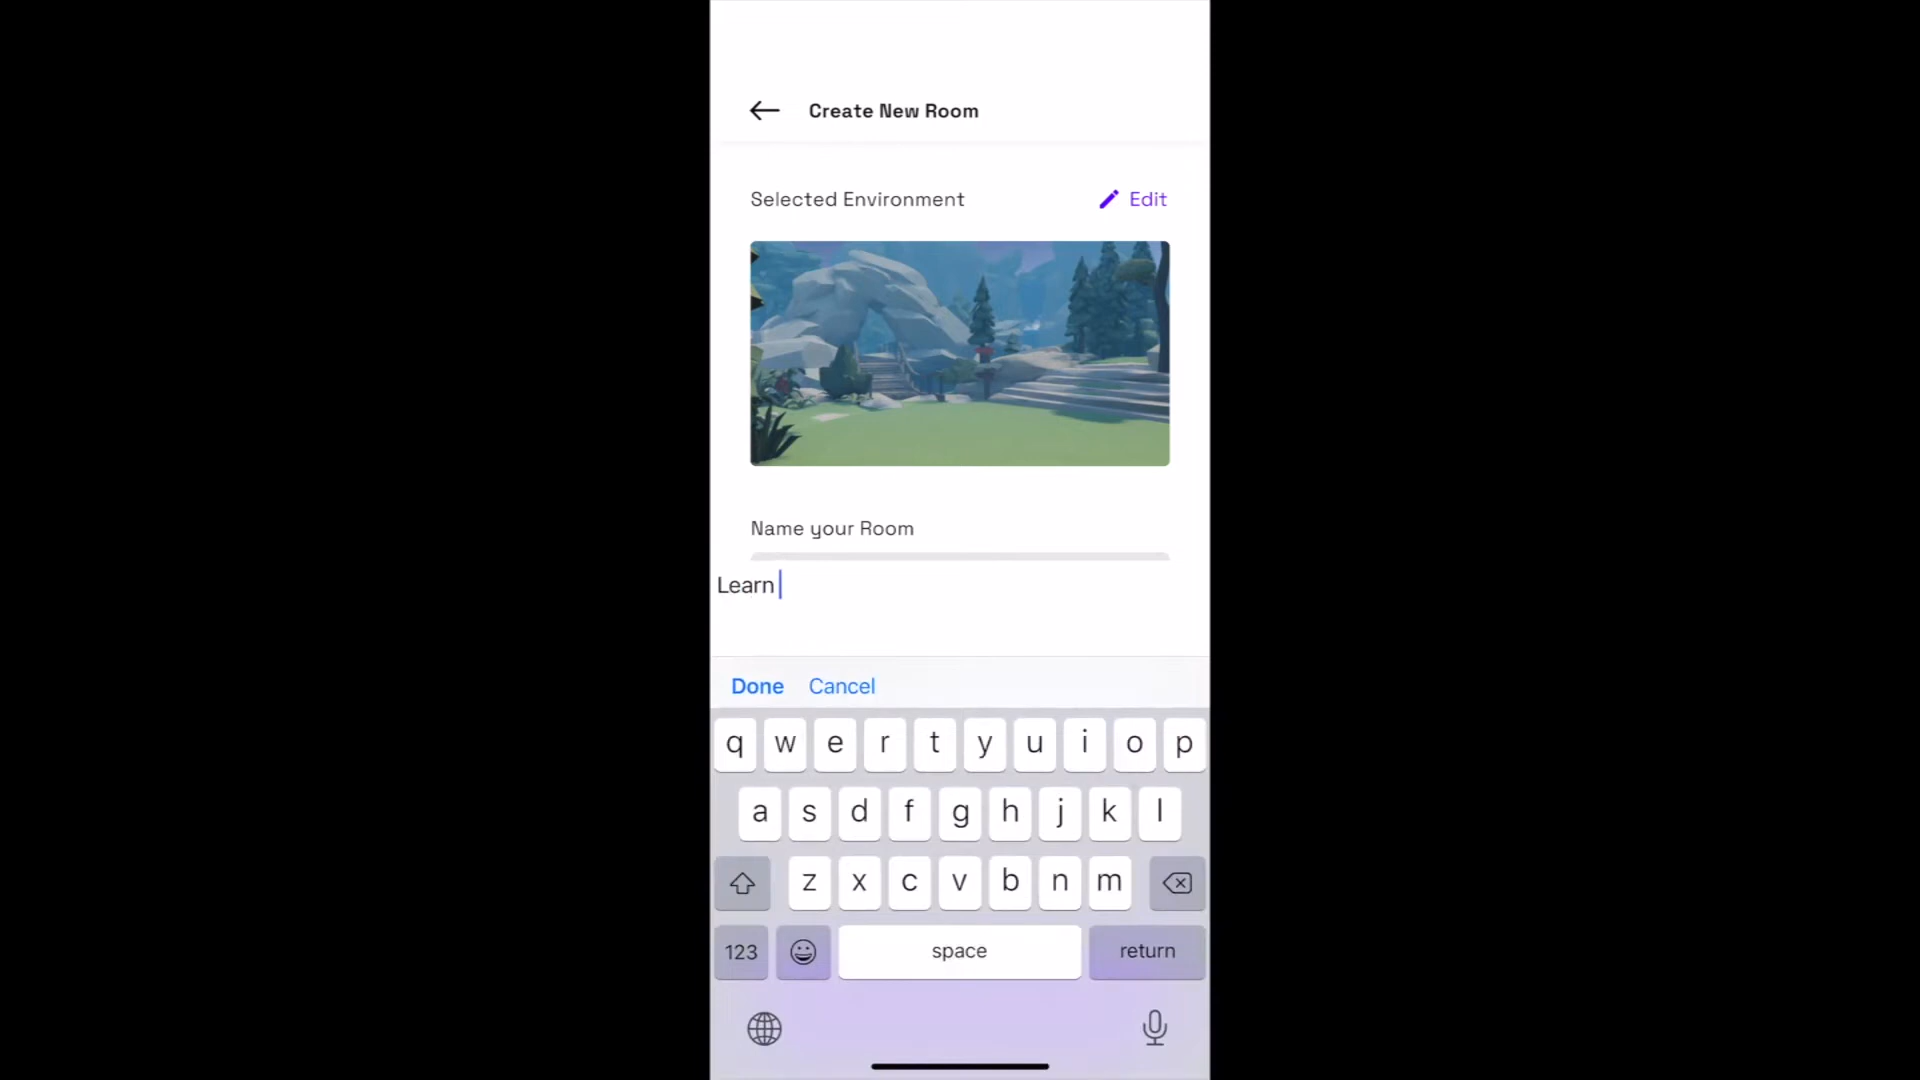 Create New Room
Selected Environment
Edit
Name your Room
Learn
Done Cancel
q w e r t y u i o p
a s d f g h j k l
z x c v b n m
123 space return